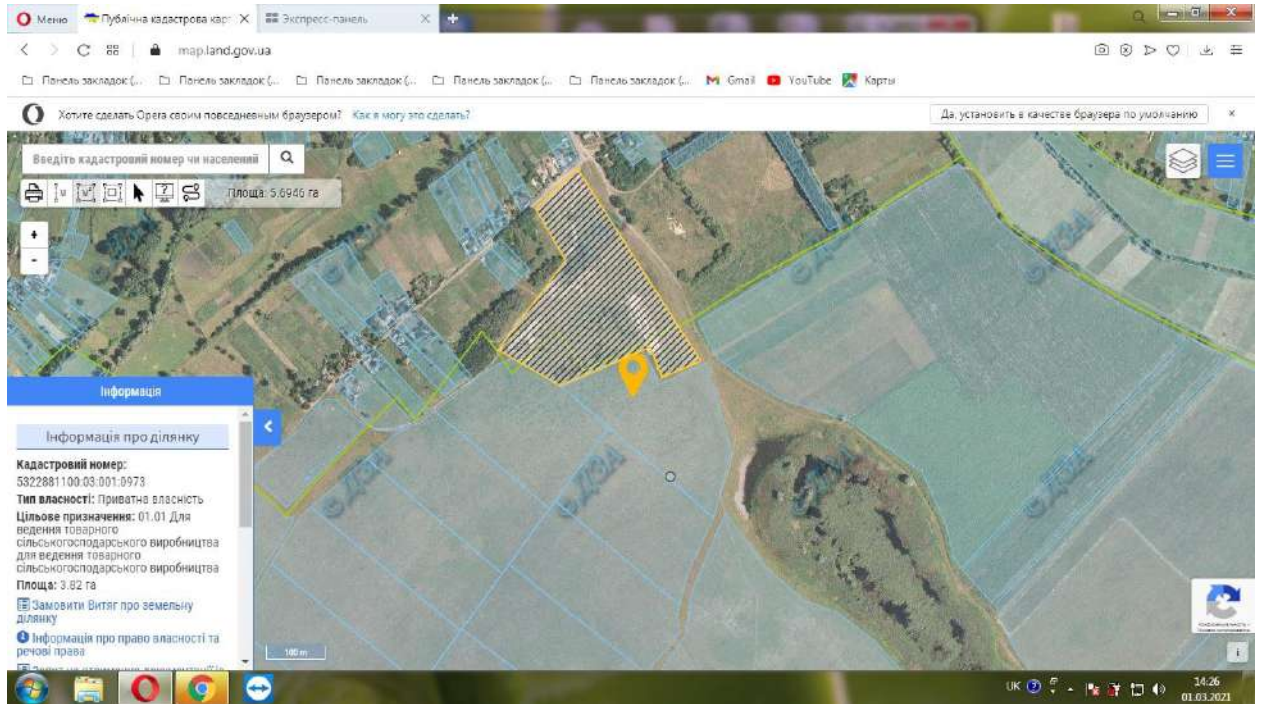 Меню
Публічна кадастрова кар
Экспресс-панель
map.land.gov.ua
Панель закладок (...
Панель закладок (...
Панель закладок (...
Панель закладок (...
Панель закладок (...
Gmail
YouTube
Карты
Хотите сделать Opera своим повседневным браузером?
Как я могу это сделать?
Да, установить в качестве браузера по умолчанию
Введіть кадастровий номер чи населений
Площа: 5.6946 га
+
-
Інформація
Інформація про ділянку
Кадастровий номер:
5322881100:03:001:0973
Тип власності: Приватна власність
Цільове призначення: 01.01 Для
ведення товарного
сільськогосподарського виробництва
для ведення товарного
сільськогосподарського виробництва
Площа: 3.82 га
Замовити Витяг про земельну
ділянку
Інформація про право власності та
речові права
100 m
UK
14:26
01.03.2021